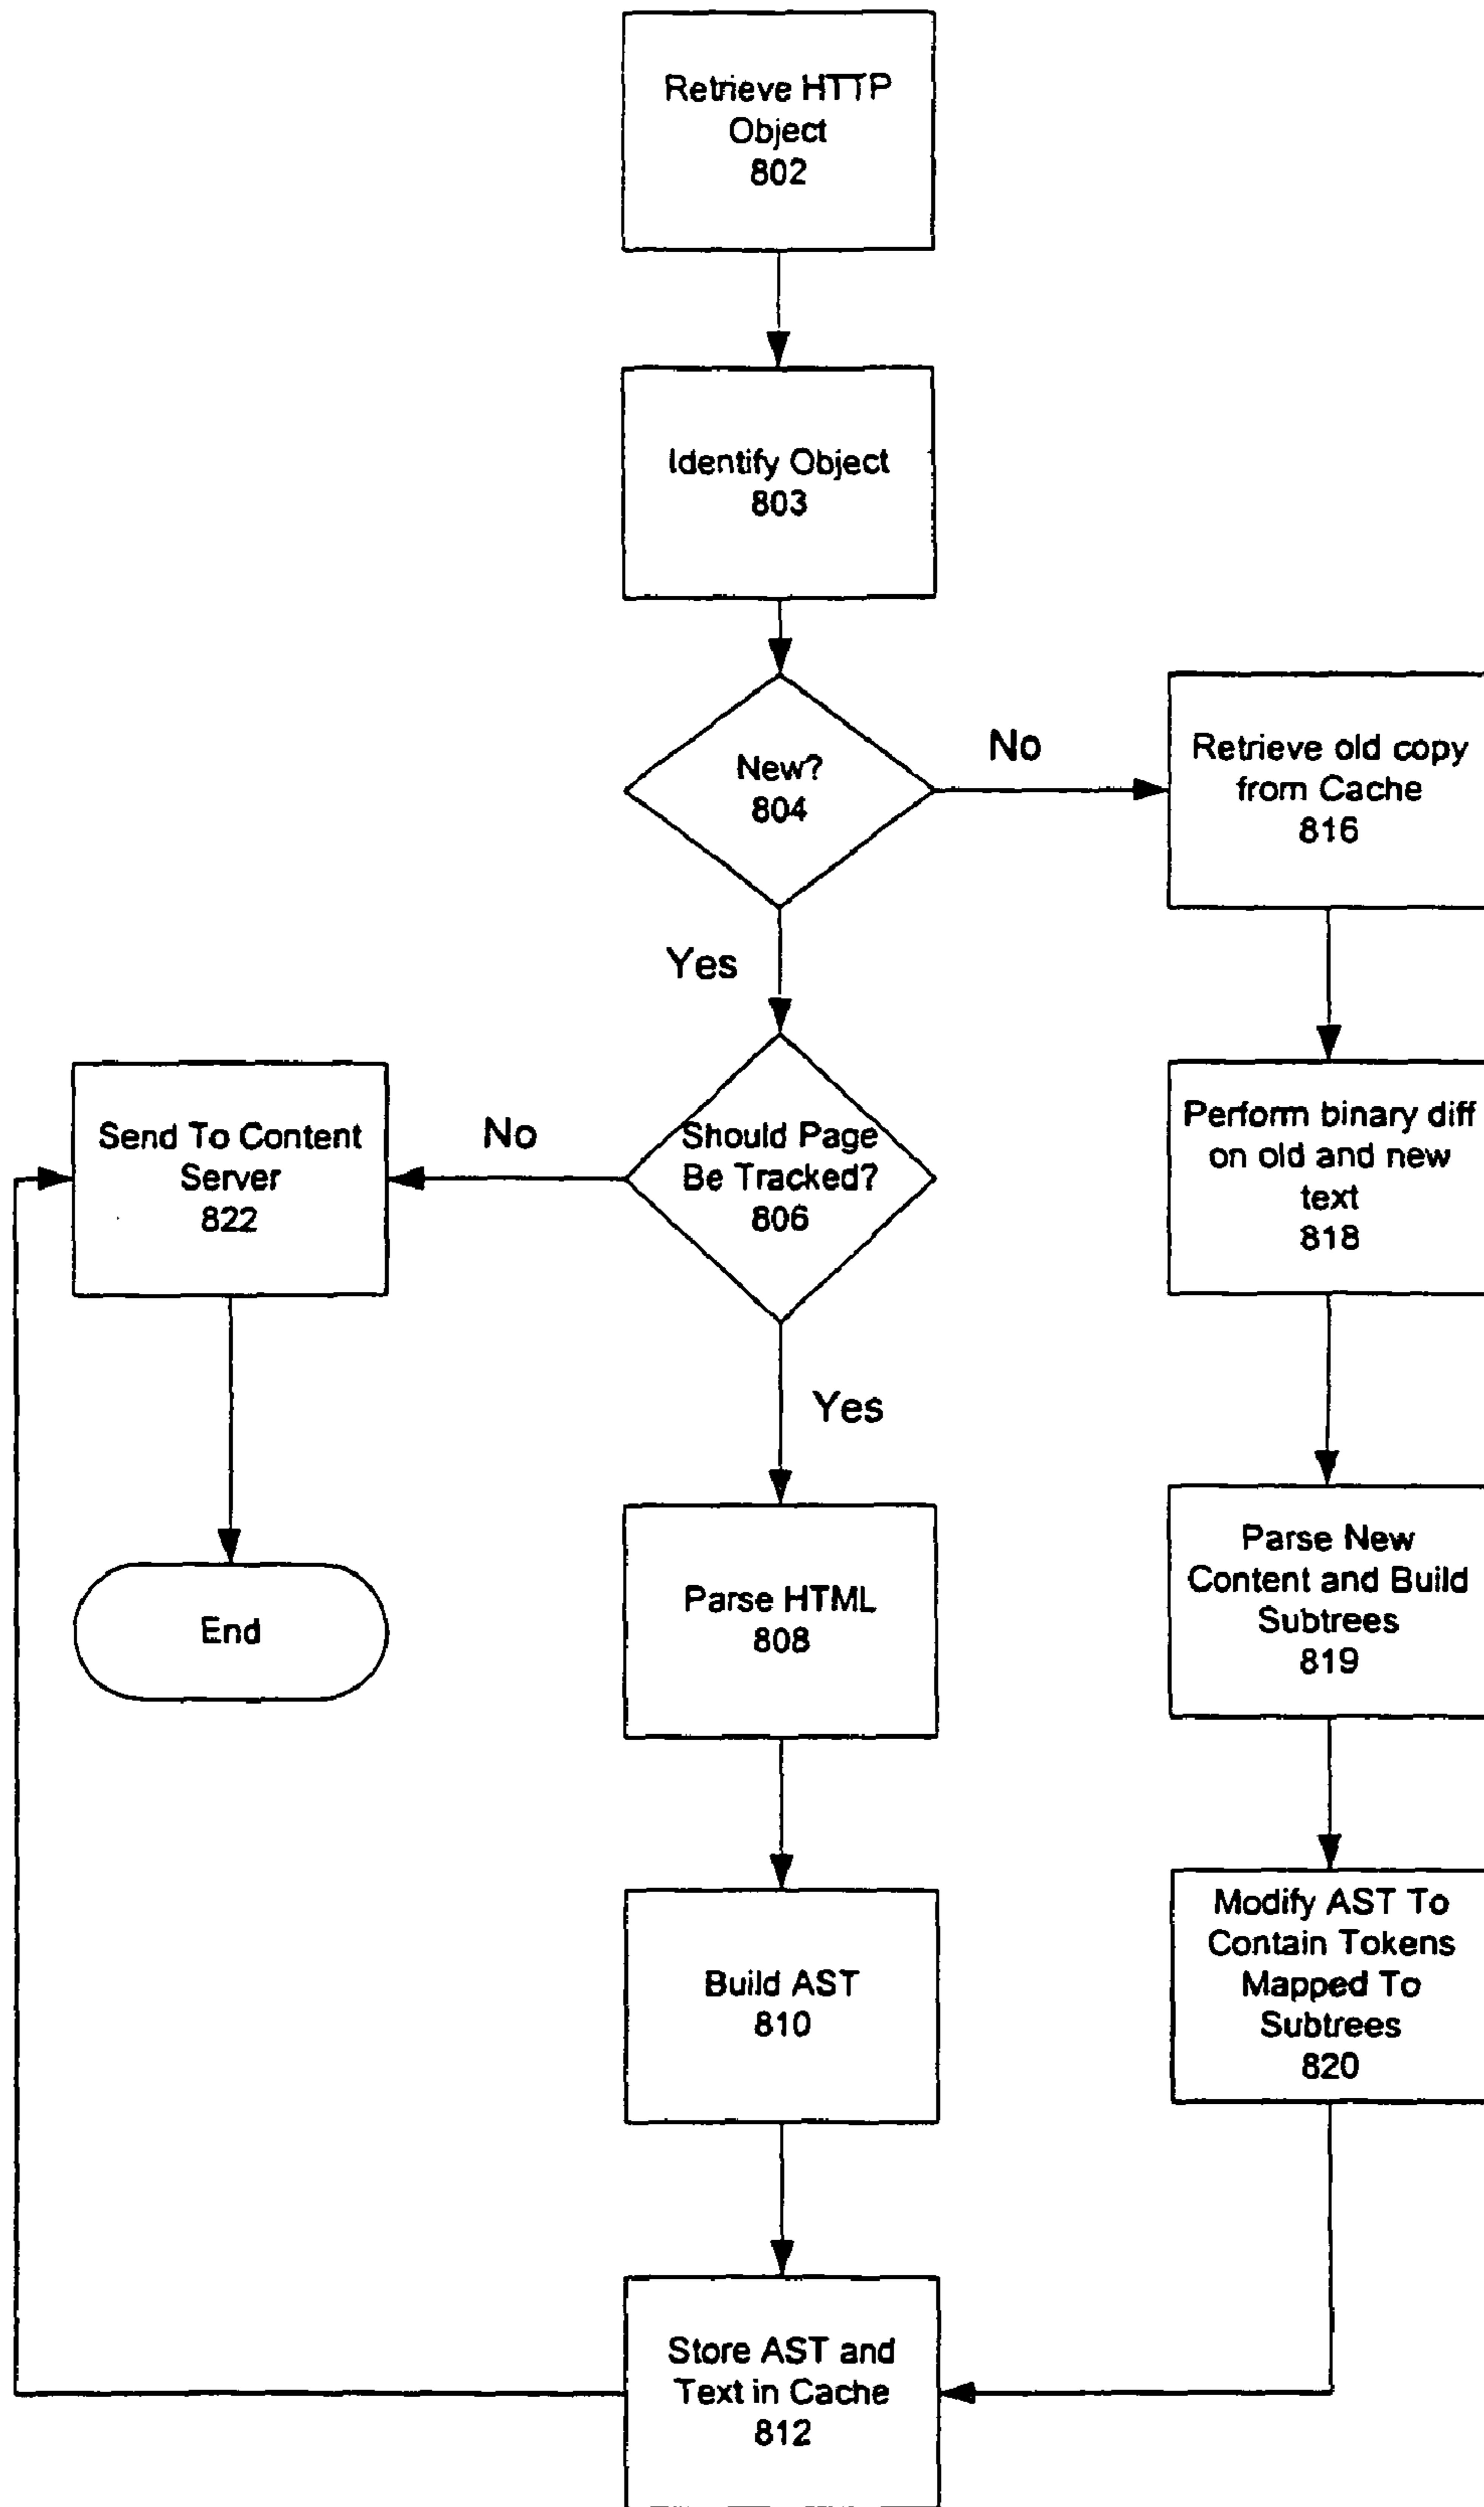 Retrieve HTTP
Object
802
Identify Object
803
New?
804
No
Retrieve old copy
from Cache
816
Yes
Send To Content
Server
822
No
Should Page
Be Tracked?
806
Perform binary diff
on old and new
text
818
Yes
End
Parse HTML
808
Parse New
Content and Build
Subtrees
819
Build AST
810
Modify AST To
Contain Tokens
Mapped To
Subtrees
820
Store AST and
Text in Cache
812